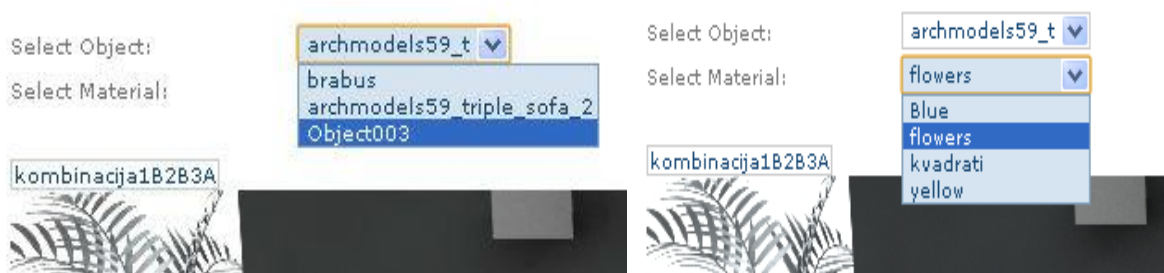 Select Object:
archmodels59_t
Select Material:
brabus
archmodels59_triple_sofa_2
Object003
kombinacija1B2B3A
Select Object:
archmodels59_t
Select Material:
flowers
Blue
flowers
kvadrati
yellow
kombinacija1B2B3A